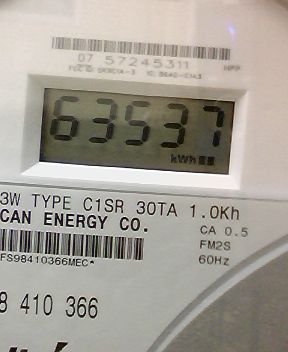 07 57245311
63537
kWh
3W TYPE C1SR 30TA 1.0Kh
CAN ENERGY CO.
CA 0.5
FM2S
FS98410366MEC*
60Hz
8 410 366